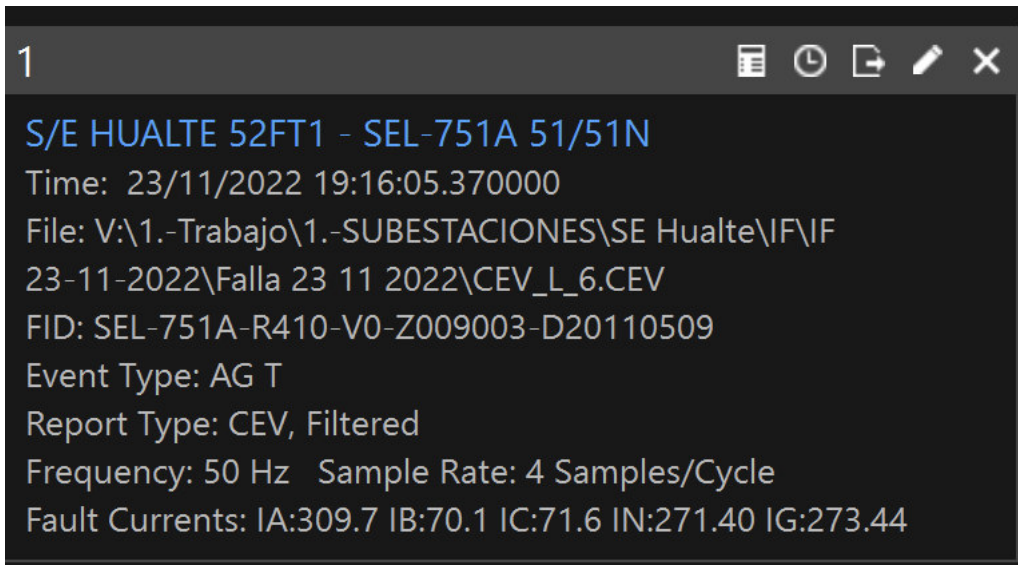 1
S/E HUALTE 52FT1 - SEL-751A 51/51N
Time:  23/11/2022 19:16:05.370000
File: V:\1.-Trabajo\1.-SUBESTACIONES\SE Hualte\IF\IF
23-11-2022\Falla 23 11 2022\CEV_L_6.CEV
FID: SEL-751A-R410-V0-Z009003-D20110509
Event Type: AG T
Report Type: CEV, Filtered
Frequency: 50 Hz   Sample Rate: 4 Samples/Cycle
Fault Currents: IA:309.7 IB:70.1 IC:71.6 IN:271.40 IG:273.44